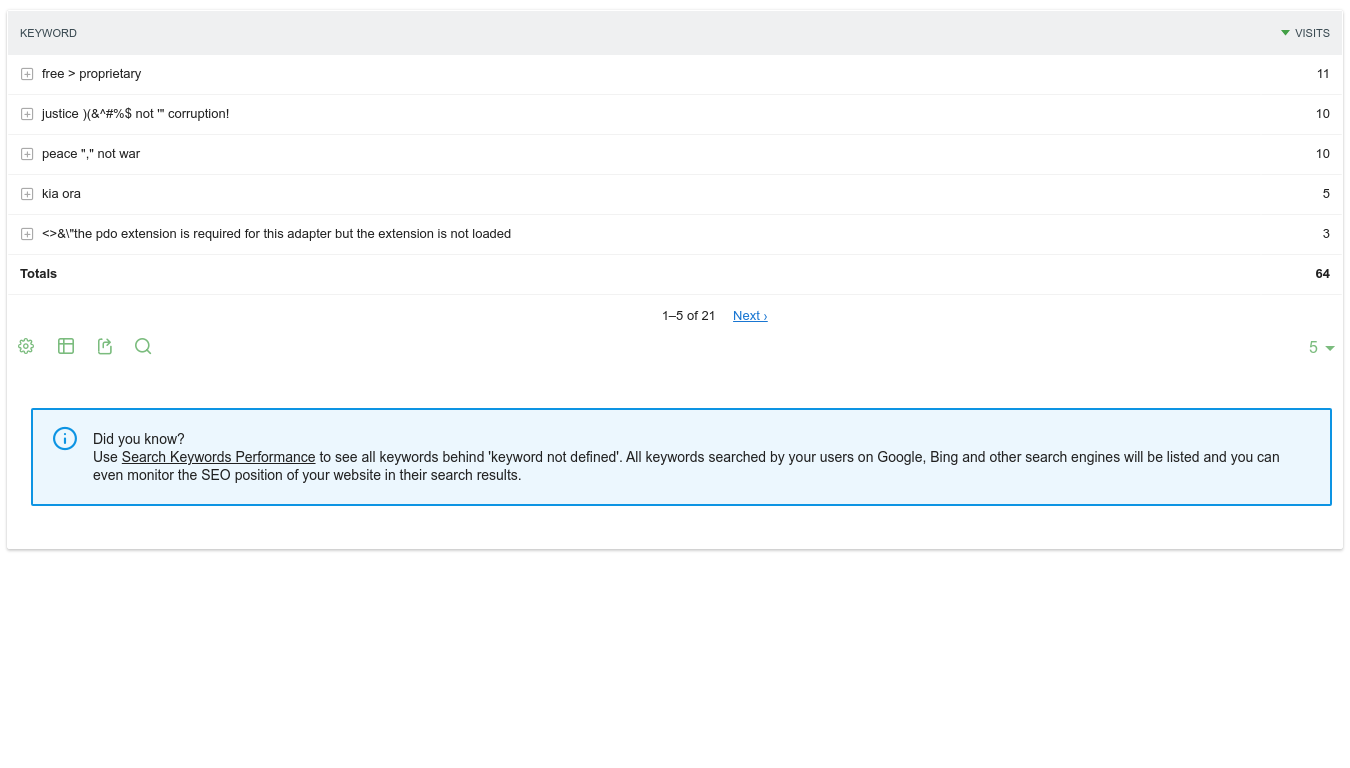 KEYWORD VISITS
free > proprietary 11
justice )(&^#%$ not '" corruption! 10
peace "," not war 10
kia ora 5
<>&\"the pdo extension is required for this adapter but the extension is not loaded 3
Totals 64
1–5 of 21 Next ›
5
Did you know?
Use Search Keywords Performance to see all keywords behind 'keyword not defined'. All keywords searched by your users on Google, Bing and other search engines will be listed and you can
even monitor the SEO position of your website in their search results.